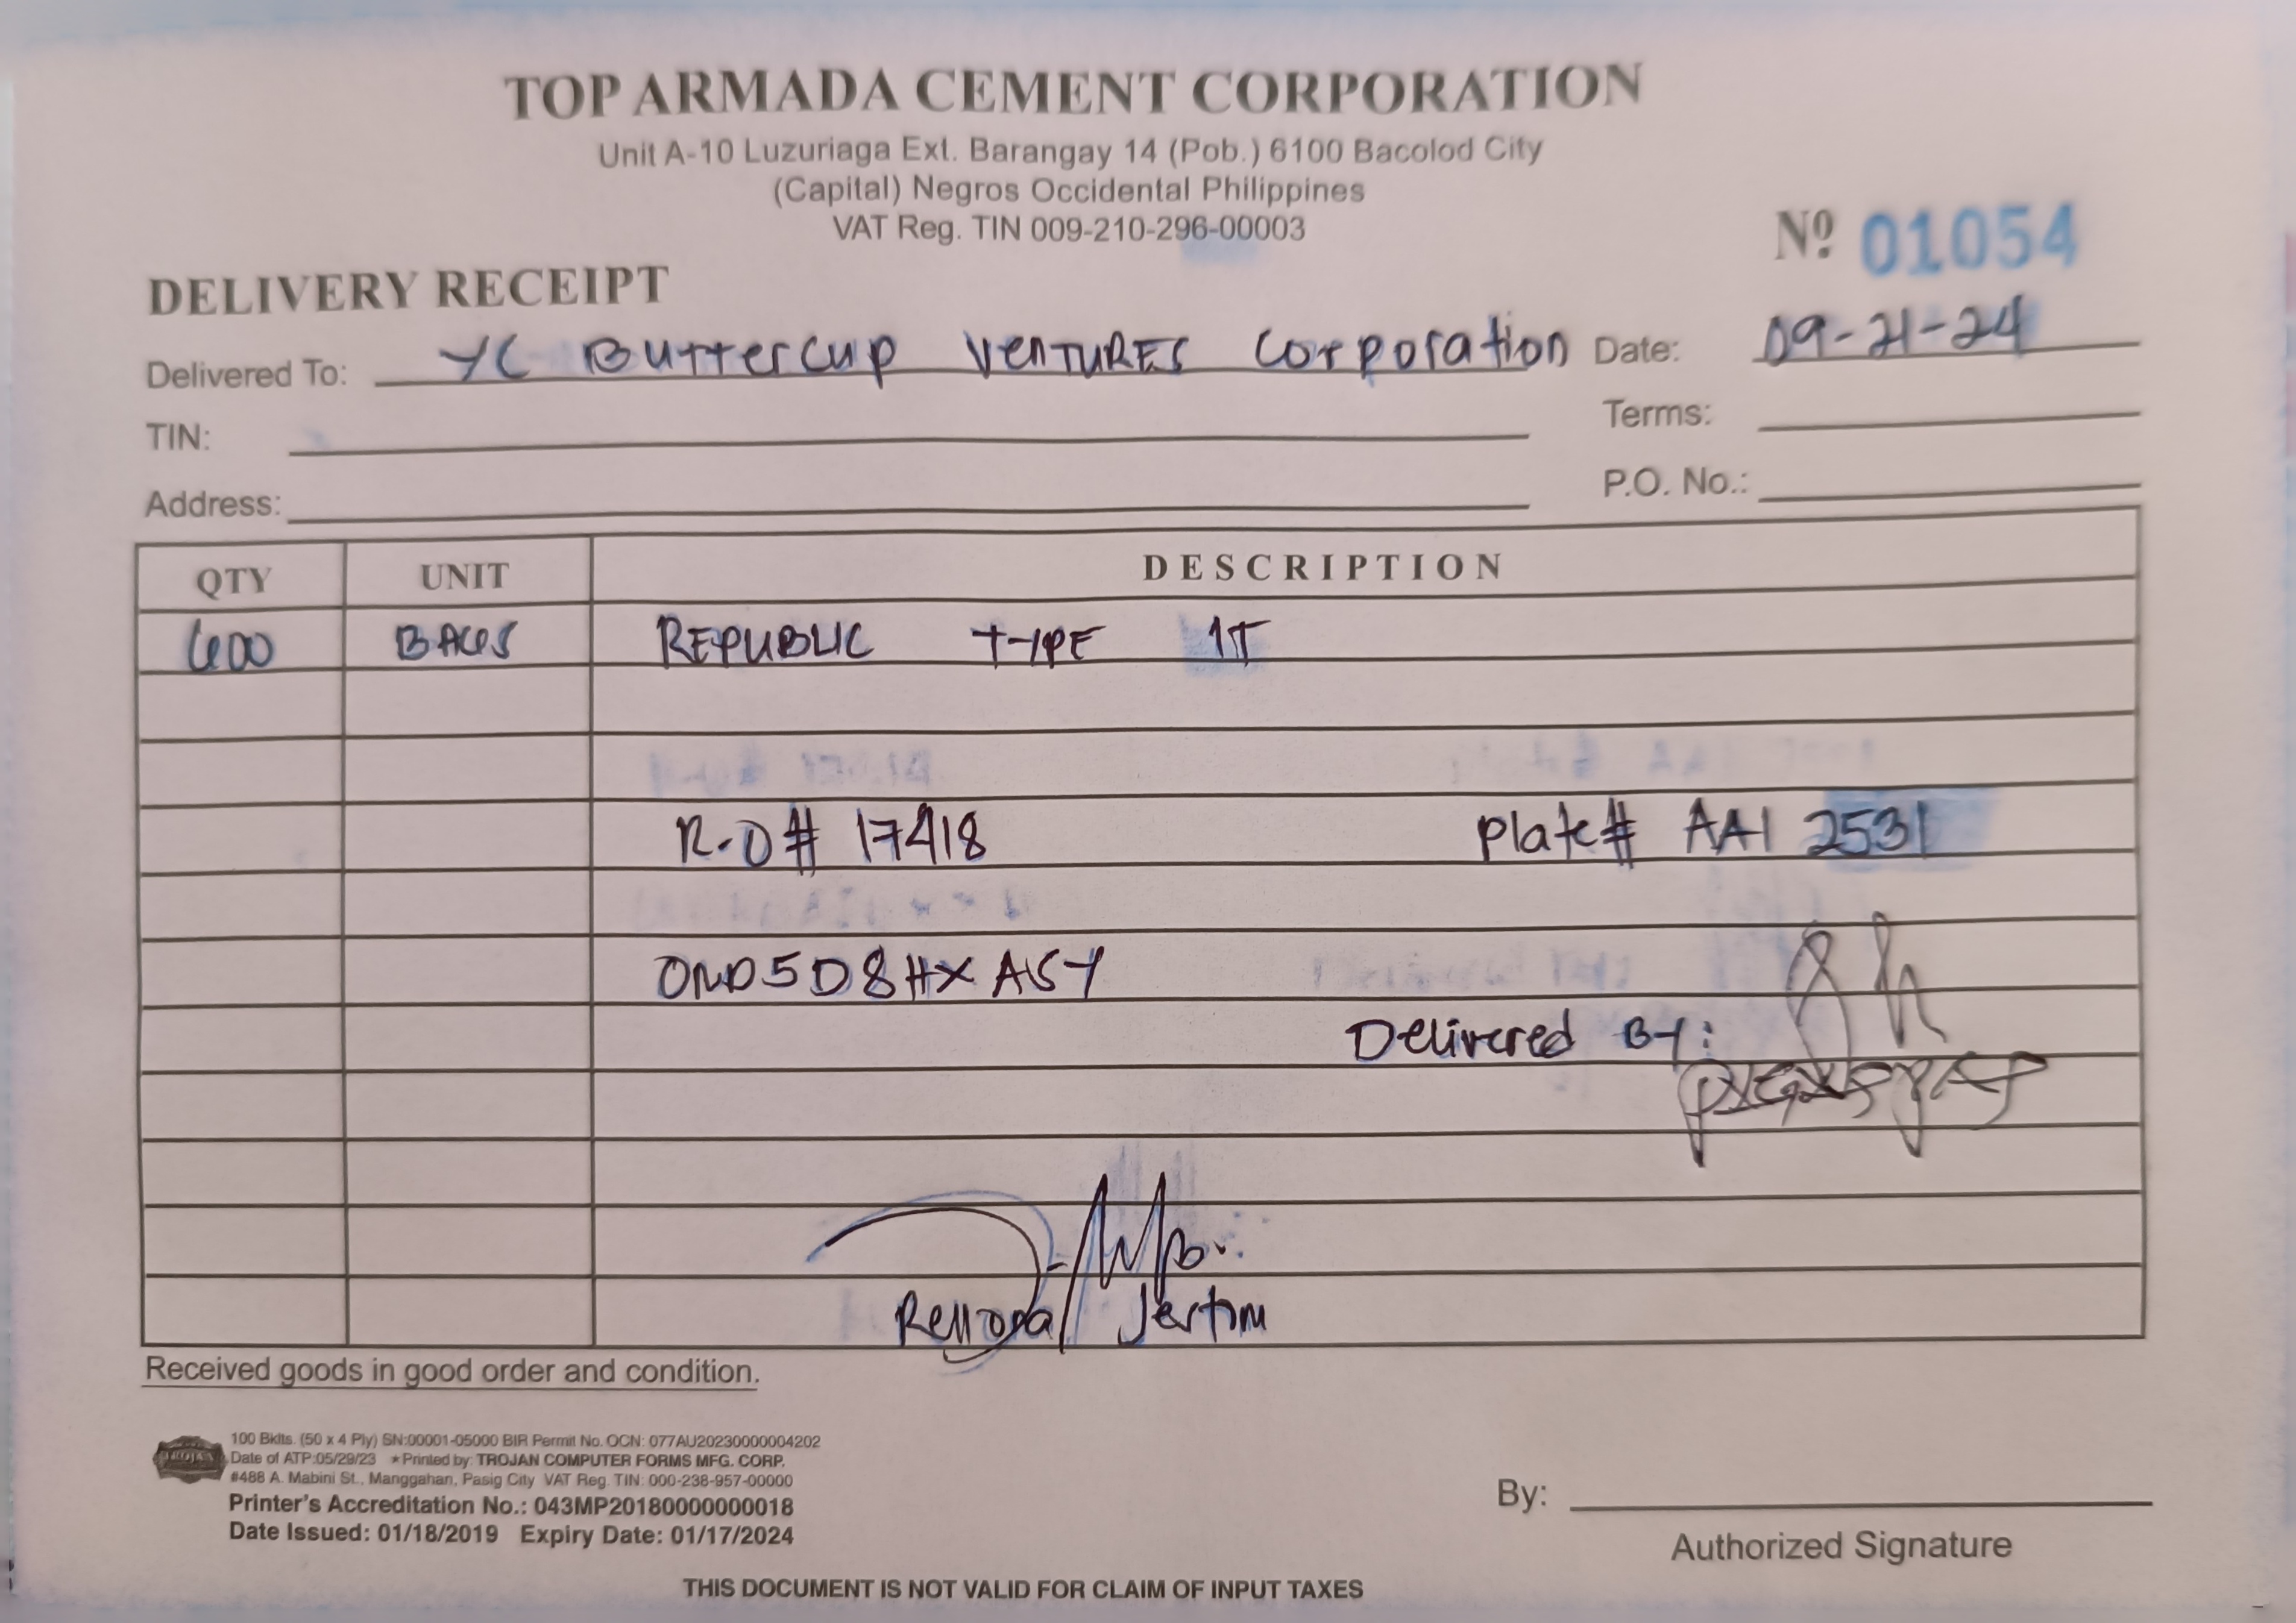 TOP ARMADA CEMENT CORPORATION
Unit A-10 Luzuriaga Ext. Barangay 14 (Pob.) 6100 Bacolod City
(Capital) Negros Occidental Philippines
VAT Reg. TIN 009-210-296-00003
Nº 01054
DELIVERY RECEIPT
Delivered To: YC Buttercup VENTURES Corporation Date: 09-21-24
TIN: Terms:
Address: P.O. No.:
QTY UNIT DESCRIPTION
600 BAGS REPUBLIC TYPE 1T
R.O# 17418 Plate# AAI 2531
OND5D8HXASY
Delivered By:
Jertim
Received goods in good order and condition.
TROJAN
100 Bklts. (50 x 4 Ply) SN:00001-05000 BIR Permit No. OCN: 077AU20230000004202
Date of ATP:05/29/23 ★Printed by: TROJAN COMPUTER FORMS MFG. CORP.
#488 A. Mabini St., Manggahan, Pasig City VAT Reg. TIN: 000-238-957-00000
Printer's Accreditation No.: 043MP20180000000018
Date Issued: 01/18/2019 Expiry Date: 01/17/2024
By:
Authorized Signature
THIS DOCUMENT IS NOT VALID FOR CLAIM OF INPUT TAXES